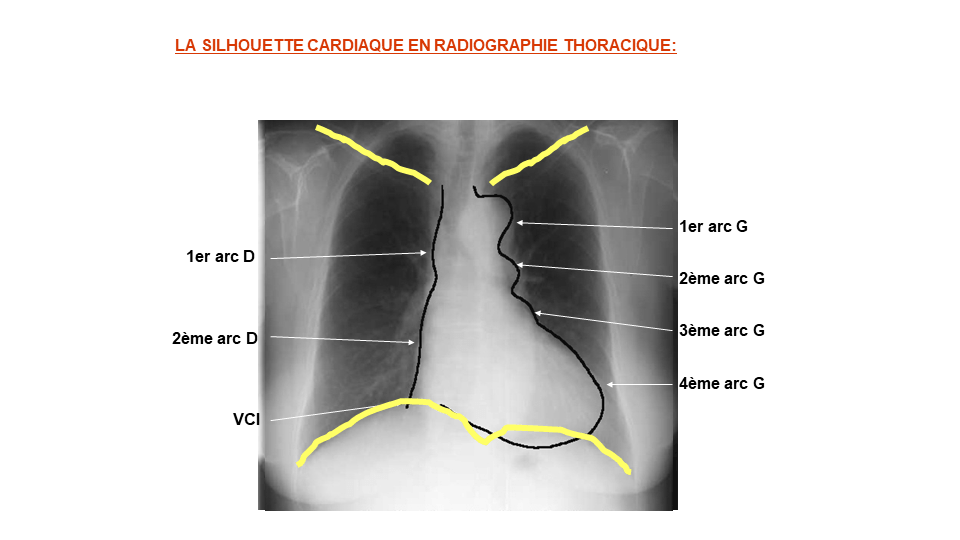 LA SILHOUETTE CARDIAQUE EN RADIOGRAPHIE THORACIQUE:
1er arc D
2ème arc D
VCI
1er arc G
2ème arc G
3ème arc G
4ème arc G